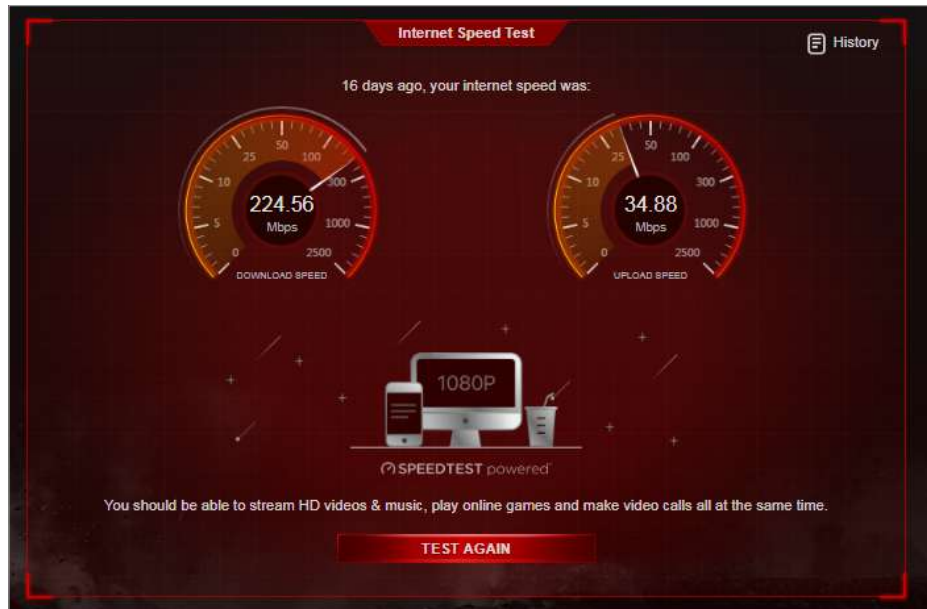 Internet Speed Test
History
16 days ago, your internet speed was:
0
5
10
25
50
100
300
1000
2500
224.56
Mbps
DOWNLOAD SPEED
0
5
10
25
50
100
300
1000
2500
34.88
Mbps
UPLOAD SPEED
1080P
SPEEDTEST powered
You should be able to stream HD videos & music, play online games and make video calls all at the same time.
TEST AGAIN